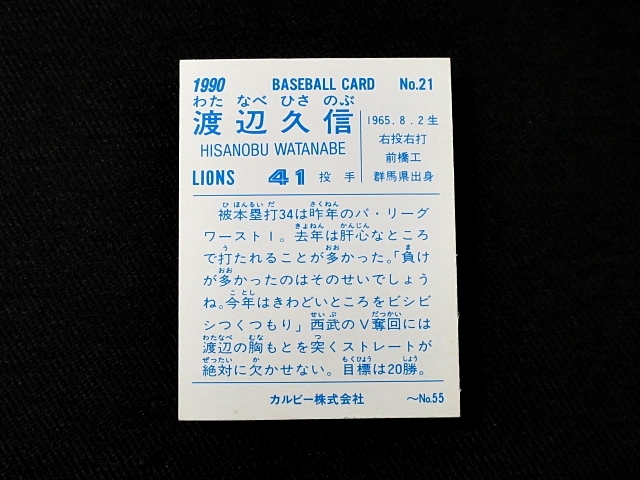 1990 BASEBALL CARD No.21
わた なべ ひさ のぶ
渡辺久信
HISANOBU WATANABE
LIONS 41 投手
1965.8.2生
右投右打
前橋工
群馬県出身
ひ ほんるい だ さくねん
被本塁打34は昨年のパ・リーグ
きょねん かんじん
ワースト1。去年は肝心なところ
う おお ま
で打たれることが多かった。「負け
おお
が多かったのはそのせいでしょう
ことし
ね。今年はきわどいところをビシビ
せいぶ だっかい
シつくつもり」西武のV奪回には
わたなべ むな つ
渡辺の胸もとを突くストレートが
ぜったい か もくひょう しょう
絶対に欠かせない。目標は20勝。
カルビー株式会社 〜No.55